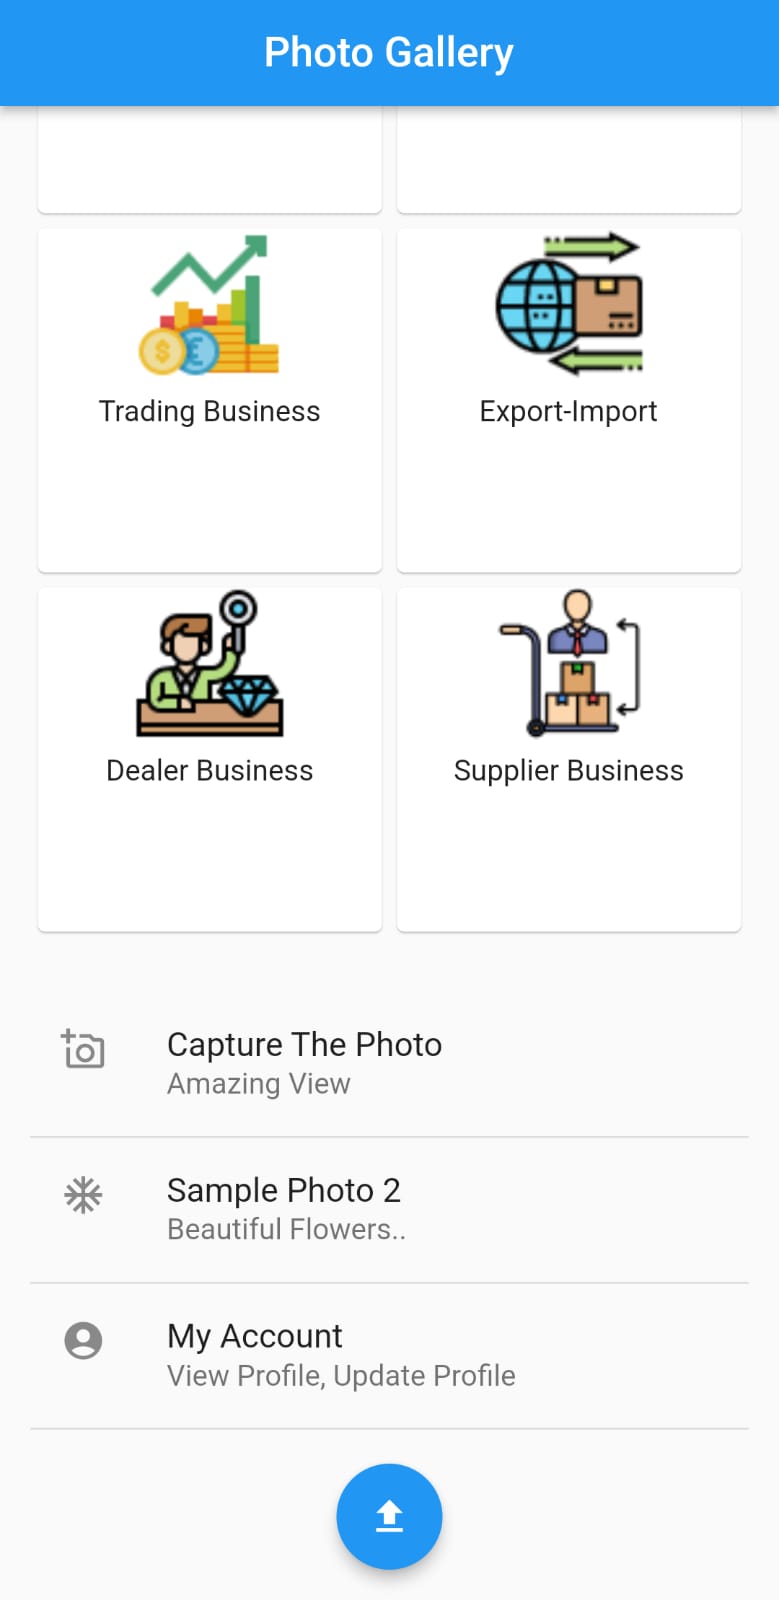 Photo Gallery
Trading Business
Export-Import
Dealer Business
Supplier Business
Capture The Photo
Amazing View
Sample Photo 2
Beautiful Flowers..
My Account
View Profile, Update Profile